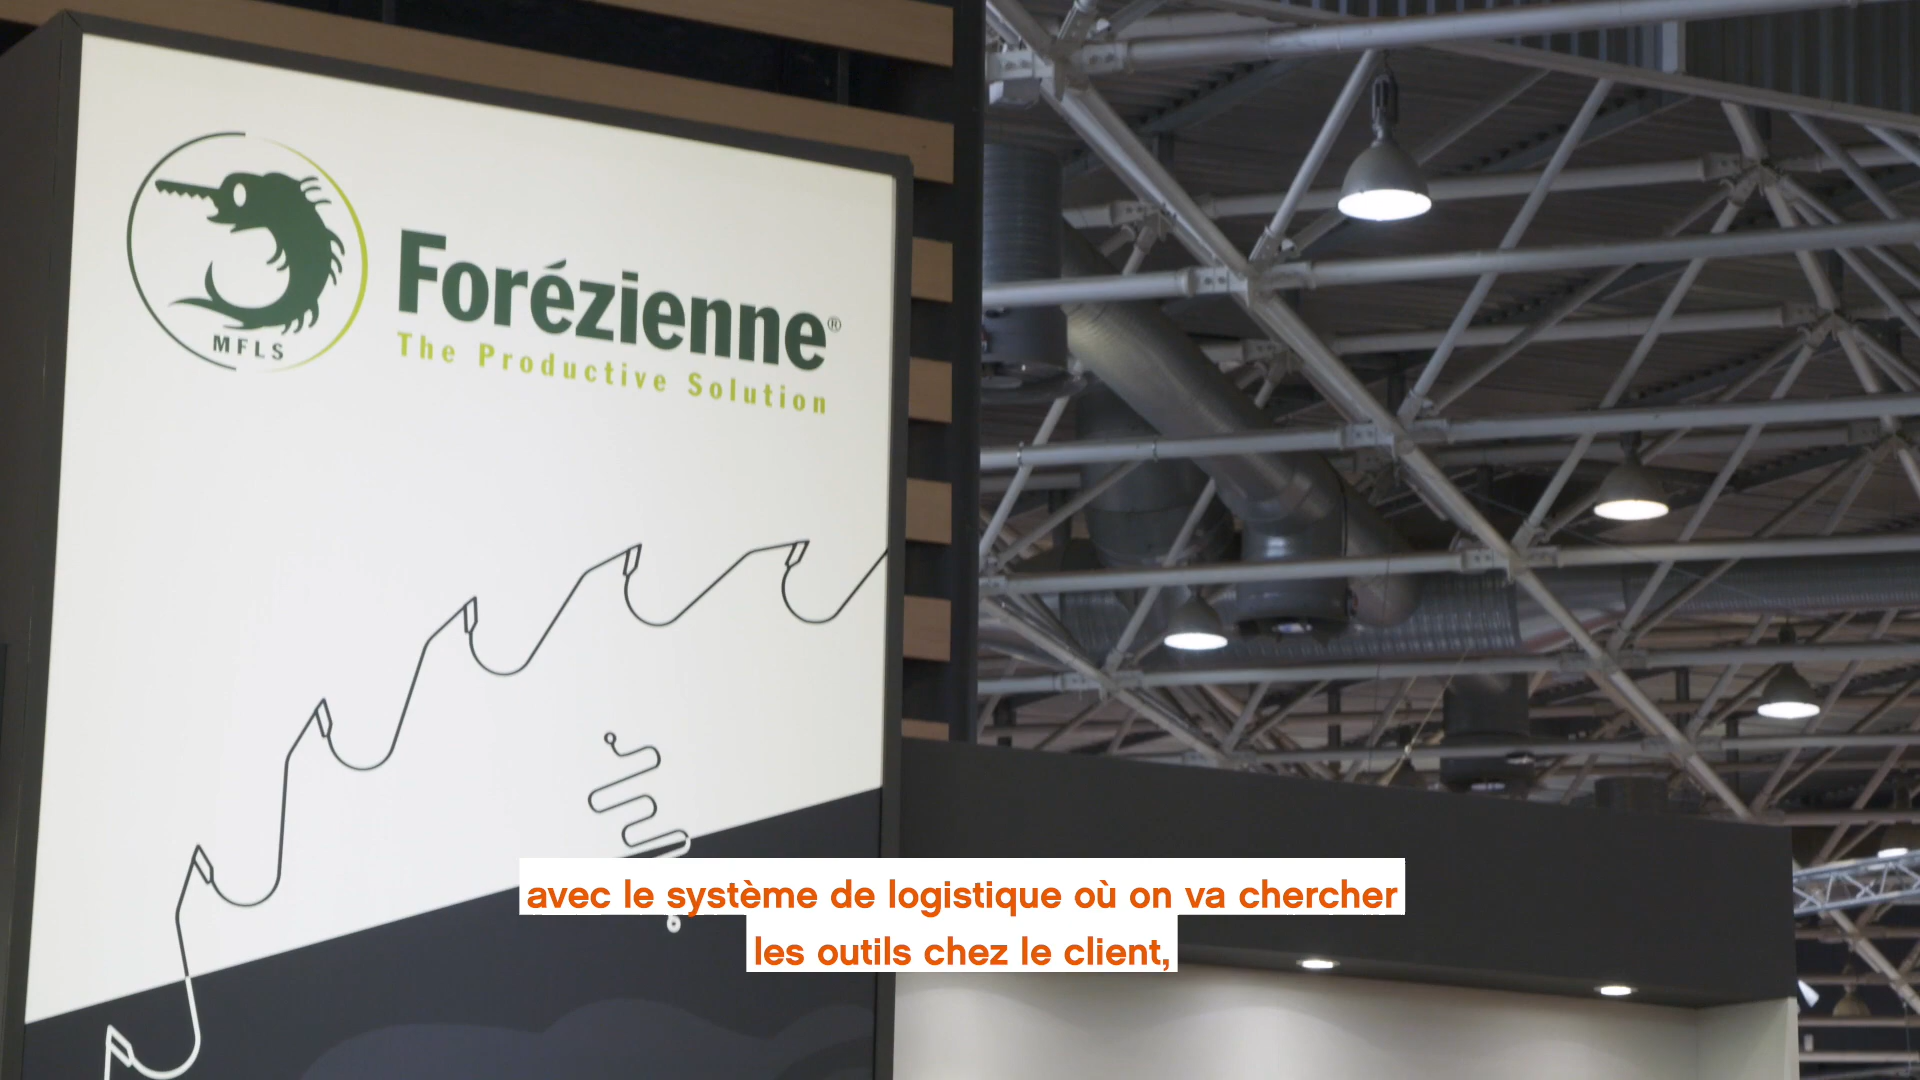 MFLS
Forézienne®
The Productive Solution
avec le système de logistique où on va chercher
les outils chez le client,